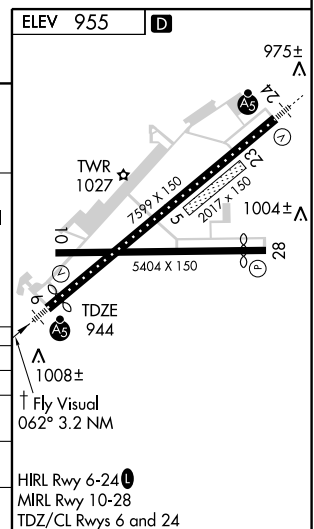 ELEV 955 D
975±
A5
24
TWR
1027
7599 X 150
23
5
2017 x 150
1004±
V
10
5404 X 150
28
V
P
6
TDZE
944
A5
1008±
† Fly Visual
062° 3.2 NM
HIRL Rwy 6-24 L
MIRL Rwy 10-28
TDZ/CL Rwys 6 and 24